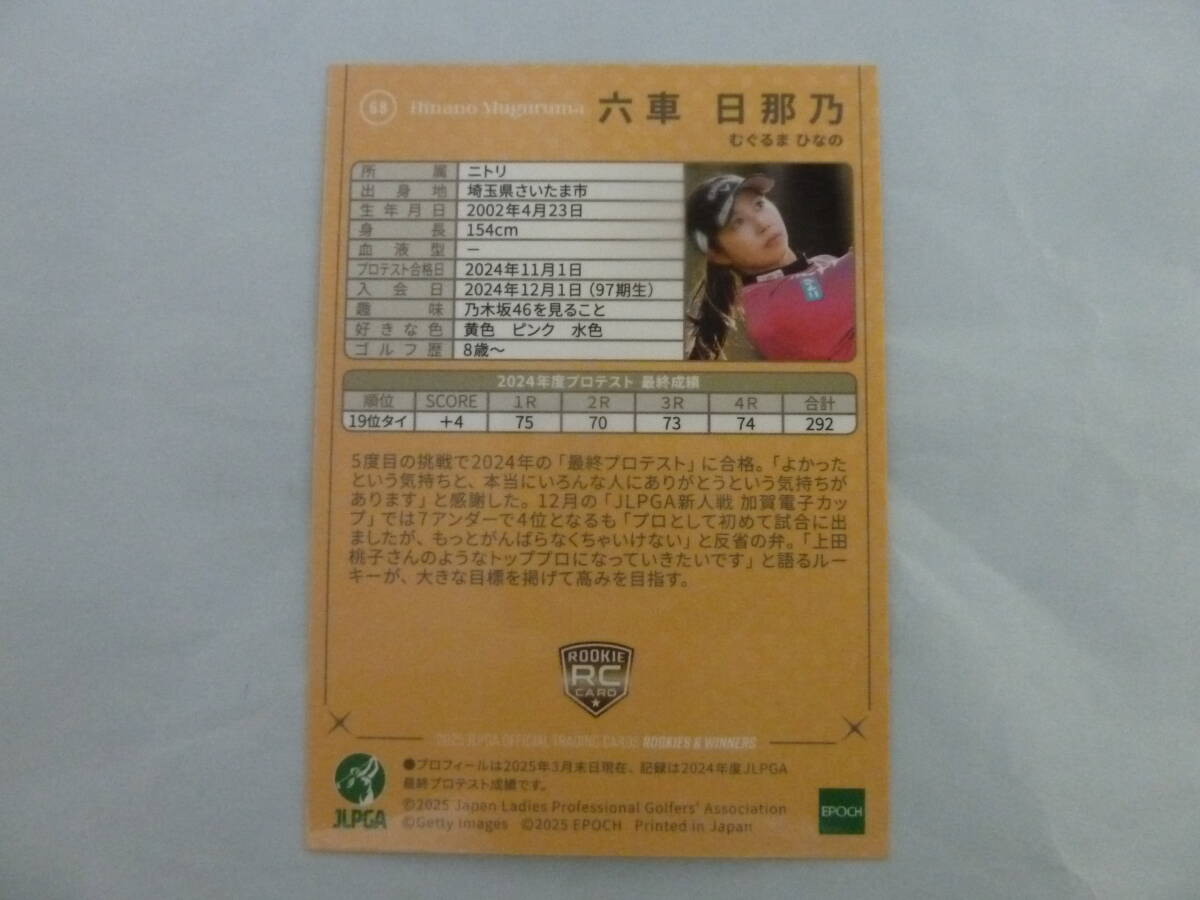 68 Hinano Muguruma 六車 日那乃
むぐるま ひなの
所属 ニトリ
出身地 埼玉県さいたま市
生年月日 2002年4月23日
身長 154cm
血液型 －
プロテスト合格日 2024年11月1日
入会日 2024年12月1日（97期生）
趣味 乃木坂46を見ること
好きな色 黄色 ピンク 水色
ゴルフ歴 8歳～
2024年度プロテスト 最終成績
順位 SCORE 1R 2R 3R 4R 合計
19位タイ +4 75 70 73 74 292
5度目の挑戦で2024年の「最終プロテスト」に合格。「よかった
という気持ちと、本当にいろんな人にありがとうという気持ちが
あります」と感謝した。12月の「JLPGA新人戦 加賀電子カッ
プ」では7アンダーで4位となるも「プロとして初めて試合に出
ましたが、もっとがんばらなくちゃいけない」と反省の弁。「上田
桃子さんのようなトッププロになっていきたいです」と語るルー
キーが、大きな目標を掲げて高みを目指す。
ROOKIE
RC
CARD
2025 JLPGA OFFICIAL TRADING CARDS ROOKIES & WINNERS
●プロフィールは2025年3月末日現在、記録は2024年度JLPGA
最終プロテスト成績です。
©2025 Japan Ladies Professional Golfers' Association
©Getty Images ©2025 EPOCH Printed in Japan
JLPGA
EPOCH